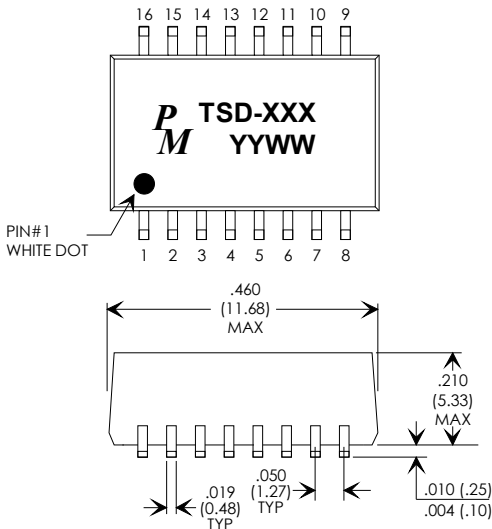 16 15 14 13 12 11 10 9
PM TSD-XXX
YYWW
PIN#1
WHITE DOT
1 2 3 4 5 6 7 8
.460
(11.68)
MAX
.210
(5.33)
MAX
.019
(0.48)
TYP
.050
(1.27)
TYP
.010 (.25)
.004 (.10)